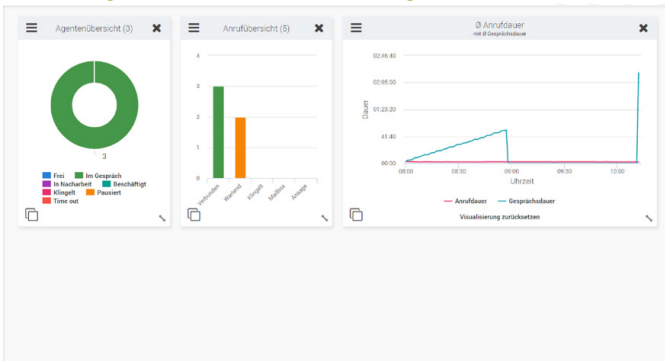 Agentenübersicht (3)
3
Frei Im Gespräch
In Nacharbeit Beschäftigt
Klingelt Pausiert
Time out
Anrufübersicht (5)
4
3
2
1
0
Verbunden Wartend Klingelt Mailbox Ansage
Ø Anrufdauer
mit Ø Gesprächsdauer
Dauer
02:46:40
02:05:00
01:23:20
41:40
00:00
08:00 08:30 09:00 09:30 10:00
Uhrzeit
Anrufdauer Gesprächsdauer
Visualisierung zurücksetzen